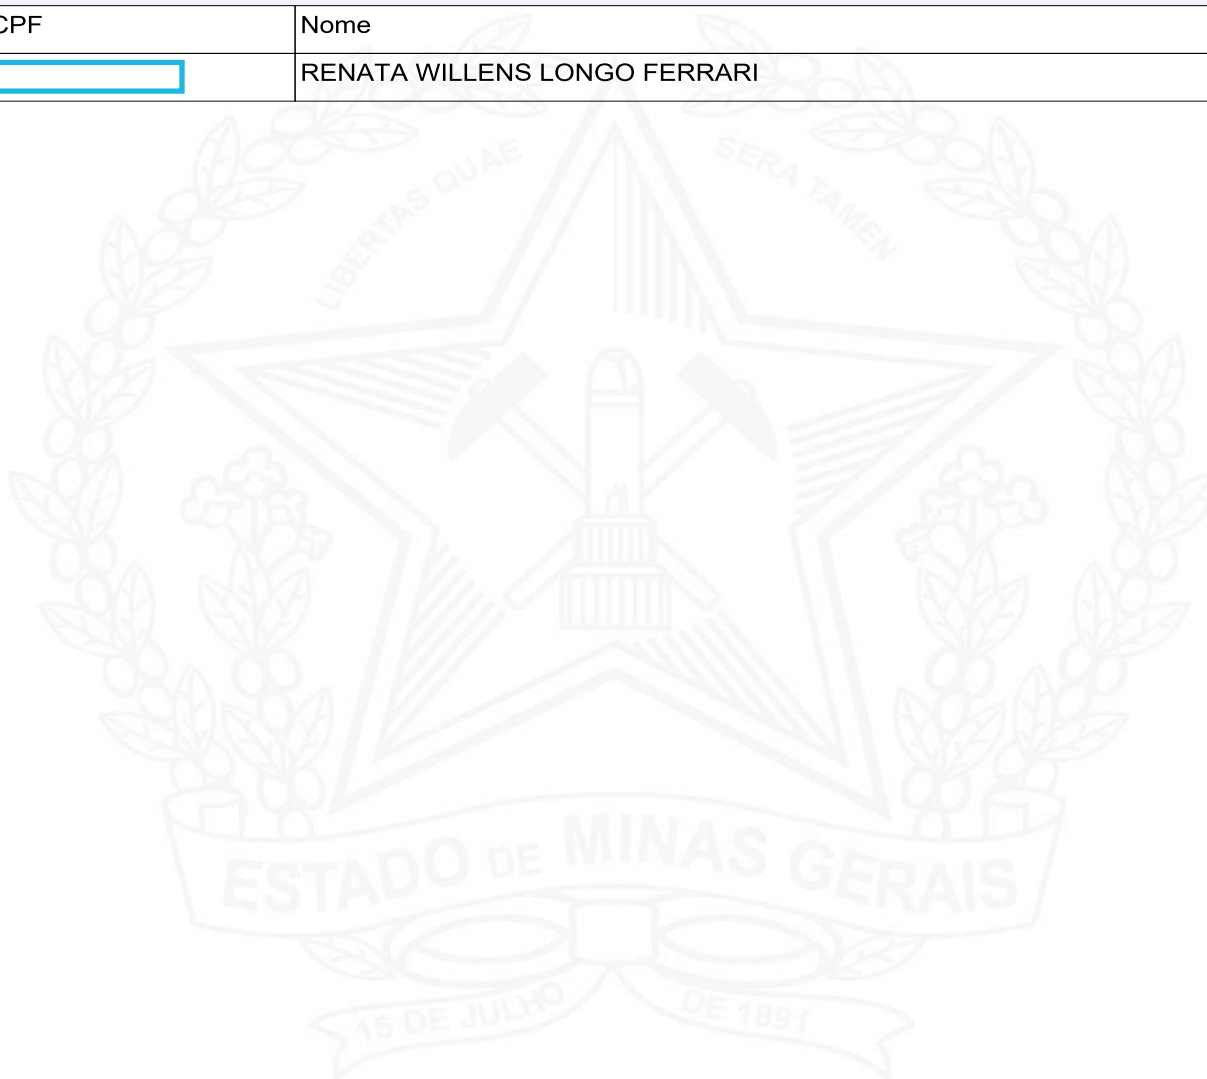 CPF
Nome
RENATA WILLENS LONGO FERRARI
LIBERTAS QUAE
SERA TAMEN
ESTADO DE MINAS GERAIS
15 DE JULHO
DE 1891